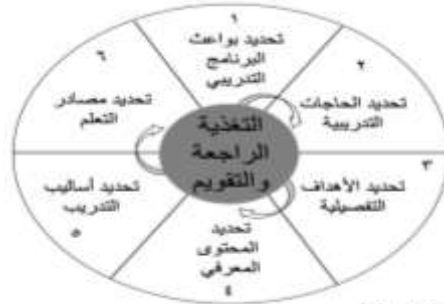 ١
تحديد بواعث
البرنامج
التدريبي
٢
تحديد الحاجات
التدريبية
٣
تحديد الأهداف
التفصيلية
تحديد
المحتوى
المعرفي
٤
تحديد أساليب
التدريب
٥
٦
تحديد مصادر
التعلم
التغذية
الراجعة
والتقويم